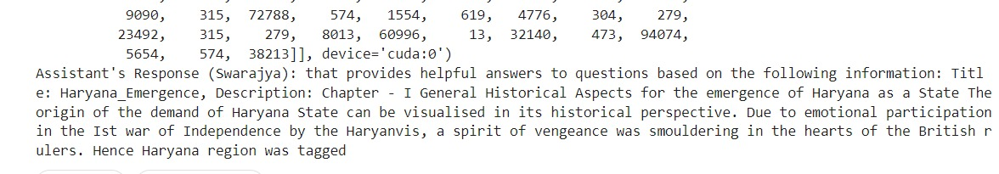 9090, 315, 72788, 574, 1554, 619, 4776, 304, 279,
23492, 315, 279, 8013, 60996, 13, 32140, 473, 94074,
5654, 574, 38213]], device='cuda:0')
Assistant's Response (Swarajya): that provides helpful answers to questions based on the following information: Titl
e: Haryana_Emergence, Description: Chapter - I General Historical Aspects for the emergence of Haryana as a State The
origin of the demand of Haryana State can be visualised in its historical perspective. Due to emotional participation
in the Ist war of Independence by the Haryanvis, a spirit of vengeance was smouldering in the hearts of the British r
ulers. Hence Haryana region was tagged